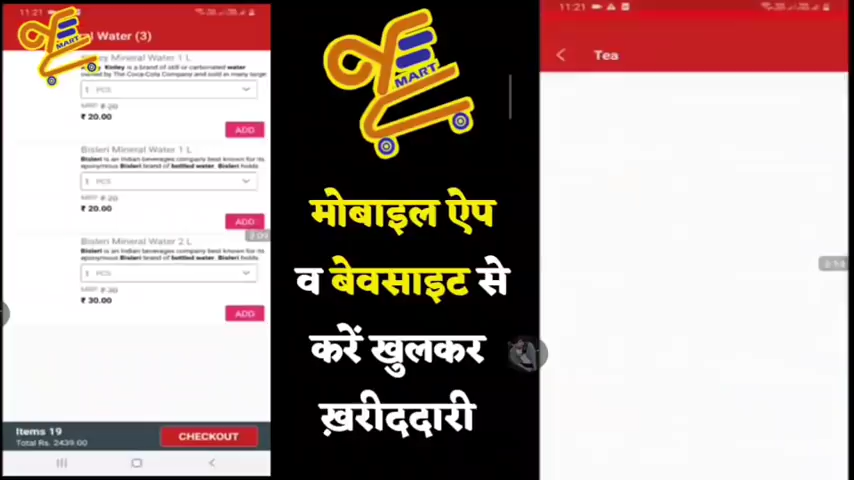 11:21
l Water (3)
Kinley Mineral Water 1 L
Kinley is a brand of still or carbonated water
owned by The Coca-Cola Company and sold in many large
1 PCS
MRP ₹ 20
₹ 20.00
ADD
Bisleri Mineral Water 1 L
Bisleri is an Indian beverages company best known for its
eponymous Bisleri brand of bottled water. Bisleri holds
1 PCS
MRP ₹ 20
₹ 20.00
ADD
Bisleri Mineral Water 2 L
Bisleri is an Indian beverages company best known for its
eponymous Bisleri brand of bottled water. Bisleri holds
1 PCS
MRP ₹ 30
₹ 30.00
ADD
Items 19
Total Rs. 2439.00
CHECKOUT
MART
MART
मोबाइल ऐप
व बेवसाइट से
करें खुलकर
ख़रीददारी
11:21
Tea